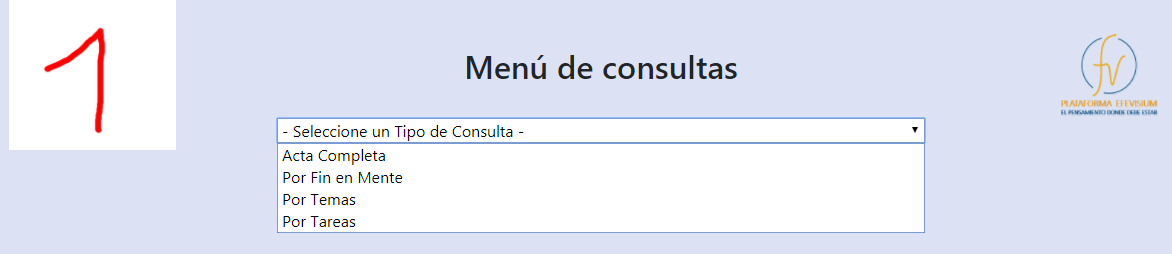 1
Menú de consultas
fv
PLATAFORMA EFEVISIUM
EL PENSAMIENTO DONDE DEBE ESTAR
- Seleccione un Tipo de Consulta -
Acta Completa
Por Fin en Mente
Por Temas
Por Tareas